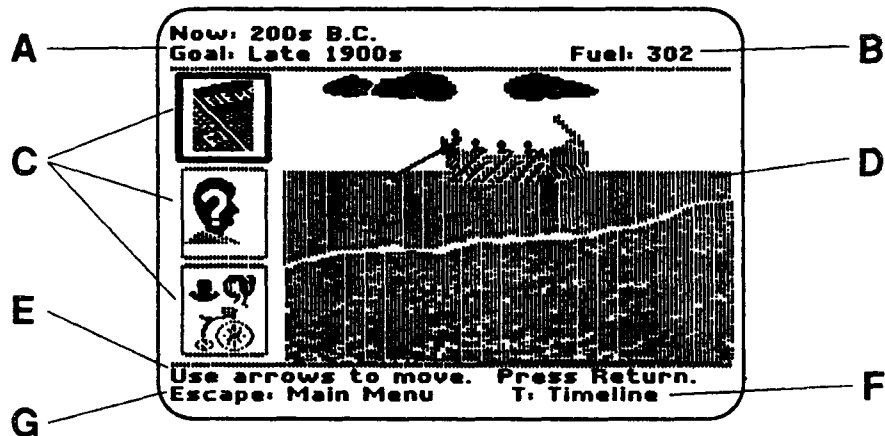 Now: 200s B.C.
A Goal: Late 1900s Fuel: 302 B
C
D
E
Use arrows to move. Press Return.
G Escape: Main Menu T: Timeline F